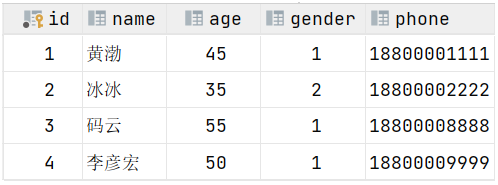 id name age gender phone
1 黄渤 45 1 18800001111
2 冰冰 35 2 18800002222
3 码云 55 1 18800008888
4 李彦宏 50 1 18800009999